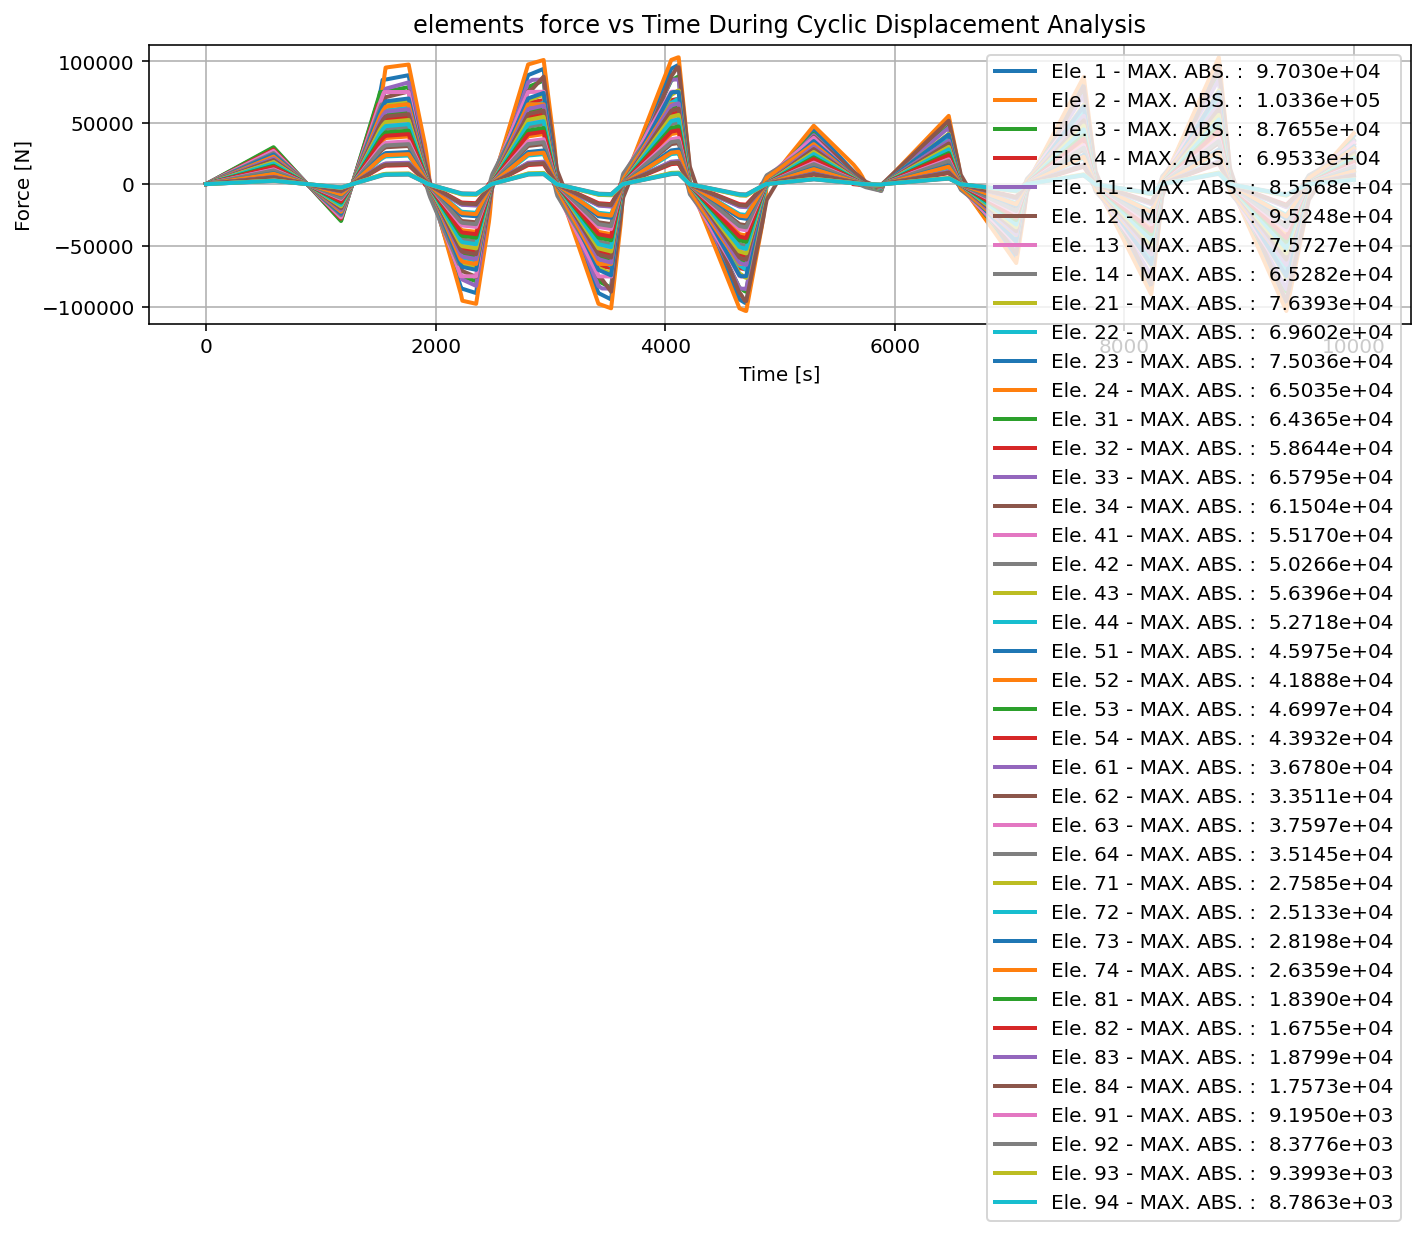 elements  force vs Time During Cyclic Displacement Analysis
Force [N]
100000
50000
0
−50000
−100000
0
2000
4000
6000
8000
10000
Time [s]
Ele. 1 - MAX. ABS. :  9.7030e+04
Ele. 2 - MAX. ABS. :  1.0336e+05
Ele. 3 - MAX. ABS. :  8.7655e+04
Ele. 4 - MAX. ABS. :  6.9533e+04
Ele. 11 - MAX. ABS. :  8.5568e+04
Ele. 12 - MAX. ABS. :  9.5248e+04
Ele. 13 - MAX. ABS. :  7.5727e+04
Ele. 14 - MAX. ABS. :  6.5282e+04
Ele. 21 - MAX. ABS. :  7.6393e+04
Ele. 22 - MAX. ABS. :  6.9602e+04
Ele. 23 - MAX. ABS. :  7.5036e+04
Ele. 24 - MAX. ABS. :  6.5035e+04
Ele. 31 - MAX. ABS. :  6.4365e+04
Ele. 32 - MAX. ABS. :  5.8644e+04
Ele. 33 - MAX. ABS. :  6.5795e+04
Ele. 34 - MAX. ABS. :  6.1504e+04
Ele. 41 - MAX. ABS. :  5.5170e+04
Ele. 42 - MAX. ABS. :  5.0266e+04
Ele. 43 - MAX. ABS. :  5.6396e+04
Ele. 44 - MAX. ABS. :  5.2718e+04
Ele. 51 - MAX. ABS. :  4.5975e+04
Ele. 52 - MAX. ABS. :  4.1888e+04
Ele. 53 - MAX. ABS. :  4.6997e+04
Ele. 54 - MAX. ABS. :  4.3932e+04
Ele. 61 - MAX. ABS. :  3.6780e+04
Ele. 62 - MAX. ABS. :  3.3511e+04
Ele. 63 - MAX. ABS. :  3.7597e+04
Ele. 64 - MAX. ABS. :  3.5145e+04
Ele. 71 - MAX. ABS. :  2.7585e+04
Ele. 72 - MAX. ABS. :  2.5133e+04
Ele. 73 - MAX. ABS. :  2.8198e+04
Ele. 74 - MAX. ABS. :  2.6359e+04
Ele. 81 - MAX. ABS. :  1.8390e+04
Ele. 82 - MAX. ABS. :  1.6755e+04
Ele. 83 - MAX. ABS. :  1.8799e+04
Ele. 84 - MAX. ABS. :  1.7573e+04
Ele. 91 - MAX. ABS. :  9.1950e+03
Ele. 92 - MAX. ABS. :  8.3776e+03
Ele. 93 - MAX. ABS. :  9.3993e+03
Ele. 94 - MAX. ABS. :  8.7863e+03